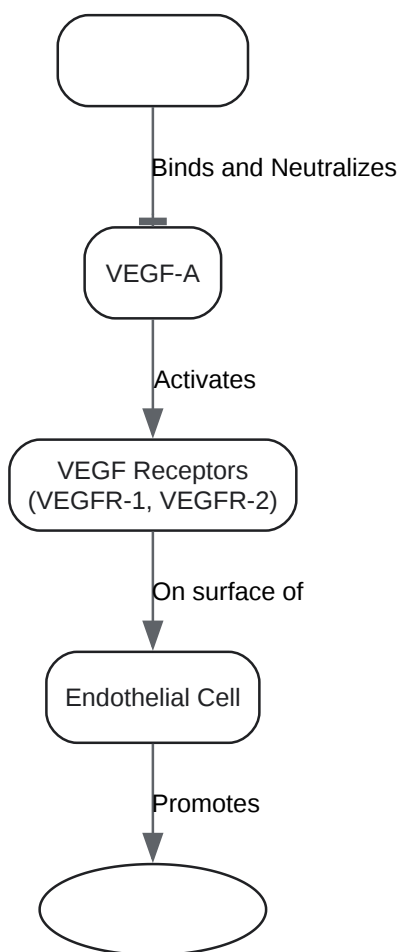 Binds and Neutralizes
VEGF-A
Activates
VEGF Receptors
(VEGFR-1, VEGFR-2)
On surface of
Endothelial Cell
Promotes